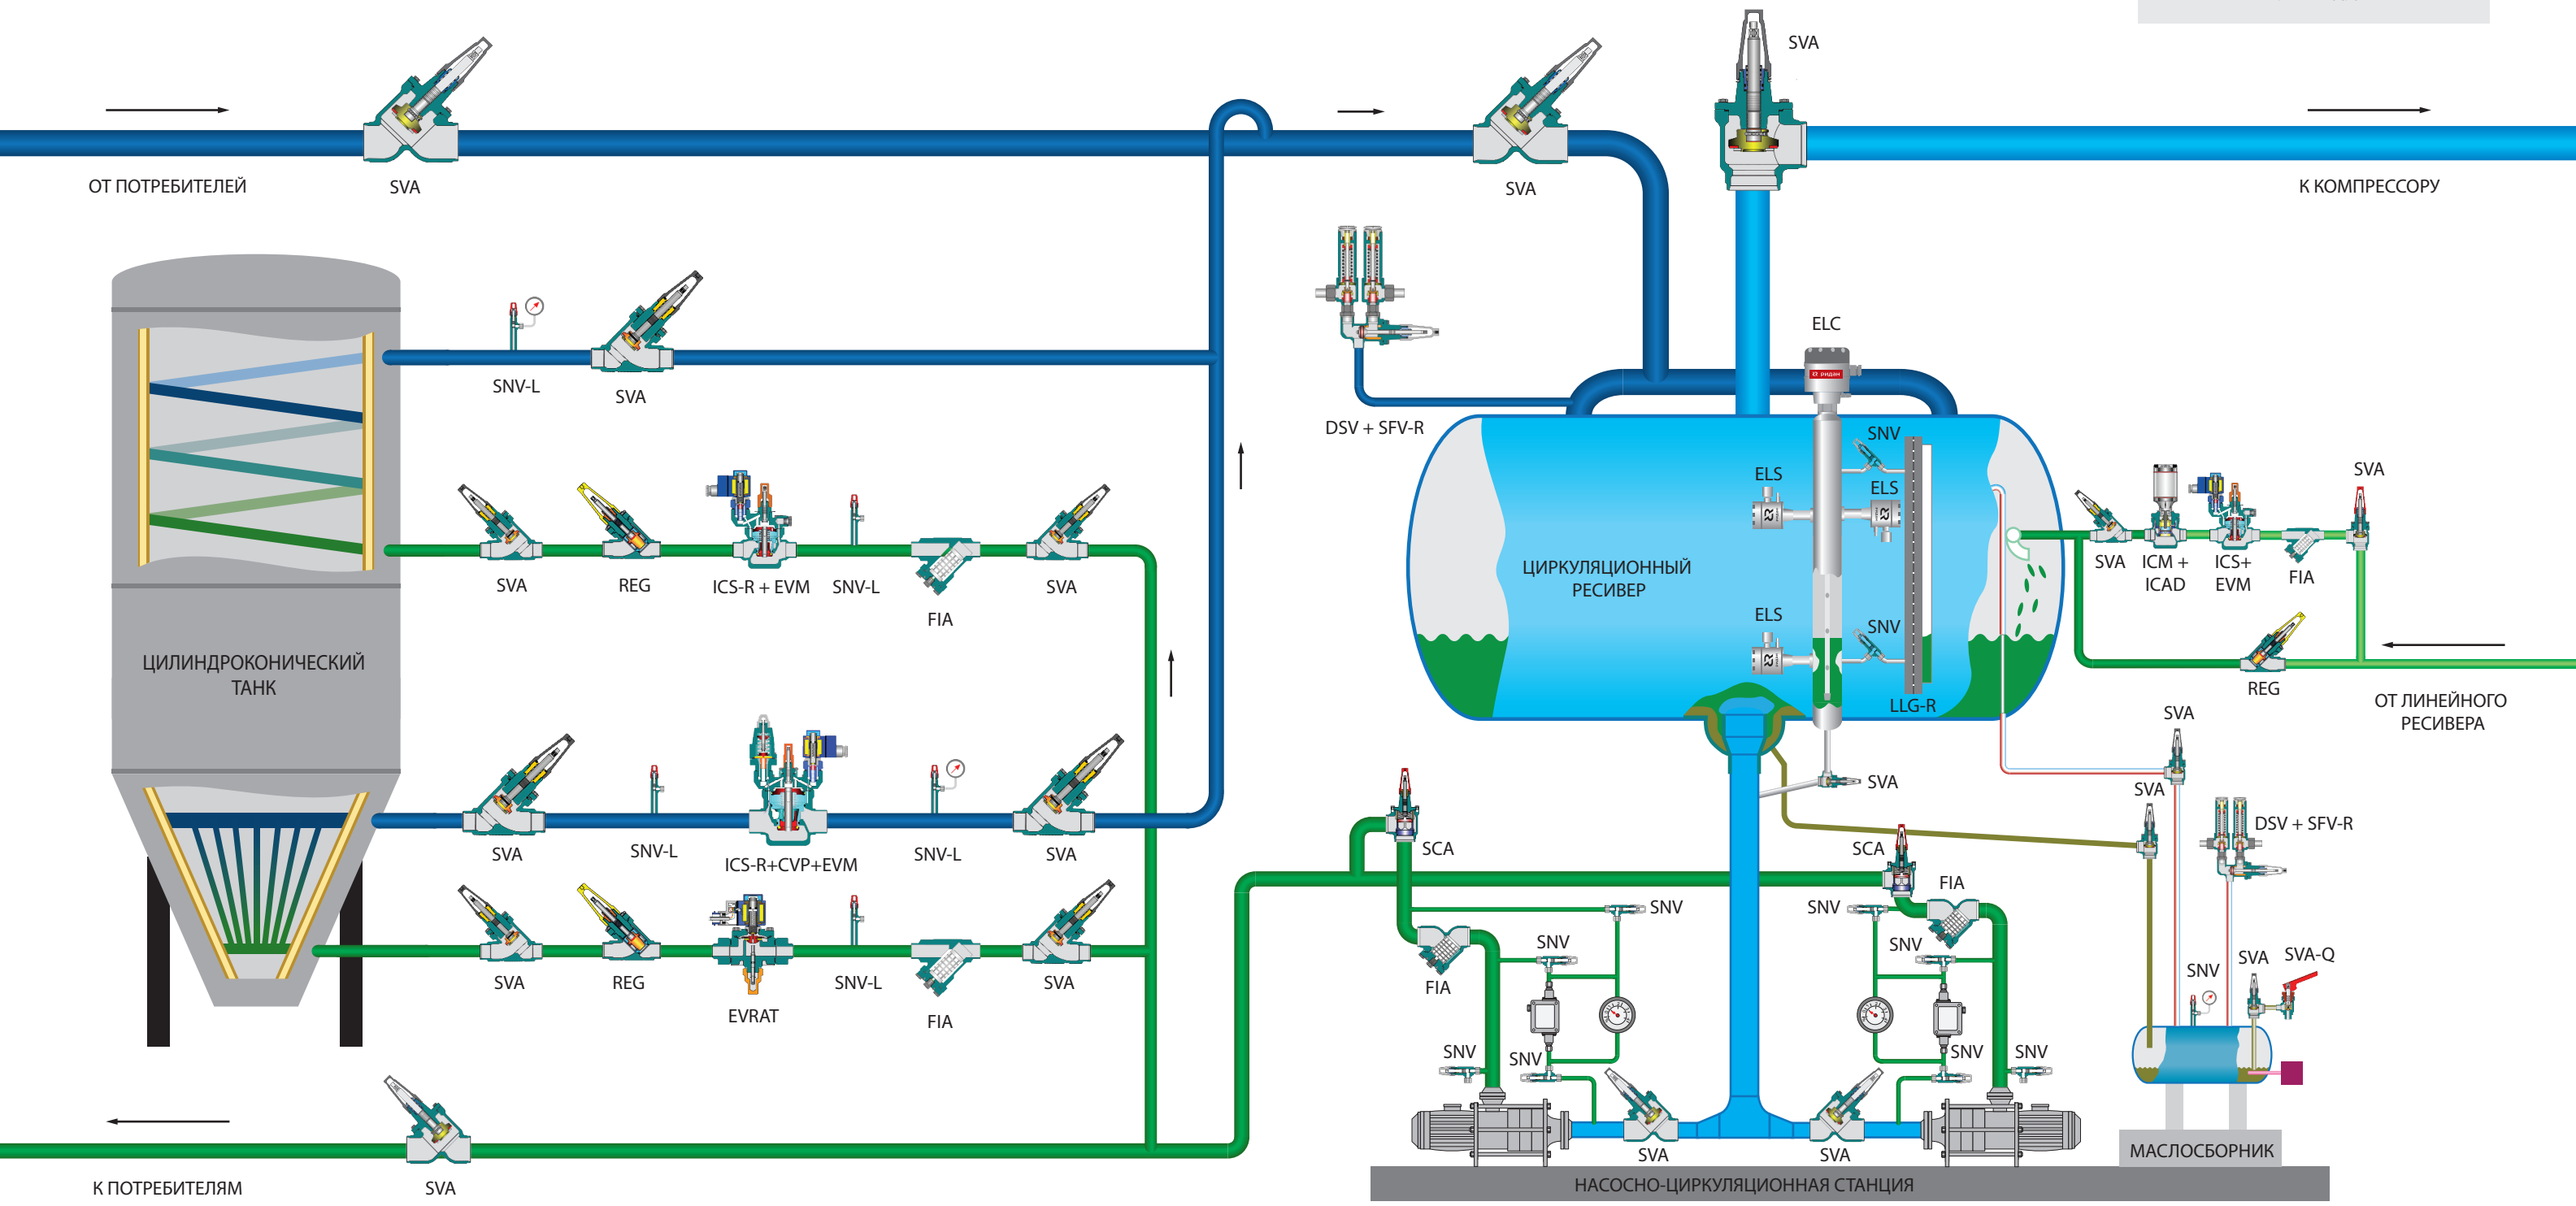 SVA
ОТ ПОТРЕБИТЕЛЕЙ
SVA
SVA
К КОМПРЕССОРУ
SNV-L
SVA
DSV + SFV-R
ELC
ридан
SNV
ELS
ELS
ELS
SNV
LLG-R
ЦИРКУЛЯЦИОННЫЙ
РЕСИВЕР
SVA
SVA
ICM +
ICAD
ICS+
EVM
FIA
REG
ОТ ЛИНЕЙНОГО
РЕСИВЕРА
SVA
REG
ICS-R + EVM
SNV-L
FIA
SVA
ЦИЛИНДРОКОНИЧЕСКИЙ
ТАНК
SVA
SNV-L
ICS-R+CVP+EVM
SNV-L
SVA
SVA
REG
EVRAT
SNV-L
FIA
SVA
SVA
SVA
SVA
DSV + SFV-R
SCA
SCA
FIA
SNV
SNV
SNV
SNV
FIA
SNV
SNV
SNV
SNV
SVA
SVA
SNV
SVA
SVA-Q
МАСЛОСБОРНИК
НАСОСНО-ЦИРКУЛЯЦИОННАЯ СТАНЦИЯ
К ПОТРЕБИТЕЛЯМ
SVA